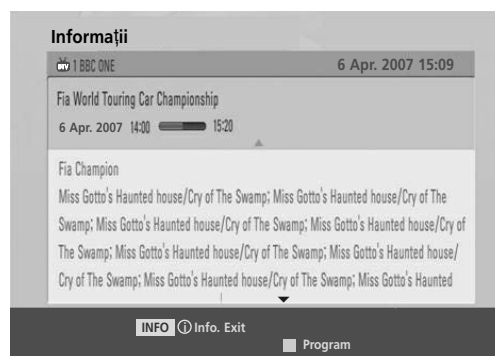 Informații
DTV 1 BBC ONE 6 Apr. 2007 15:09
Fia World Touring Car Championship
6 Apr. 2007 14:00 15:20
Fia Champion
Miss Gotto's Haunted house/Cry of The Swamp; Miss Gotto's Haunted house/Cry of The
Swamp; Miss Gotto's Haunted house/Cry of The Swamp; Miss Gotto's Haunted house/Cry of
The Swamp; Miss Gotto's Haunted house/Cry of The Swamp; Miss Gotto's Haunted house/
Cry of The Swamp; Miss Gotto's Haunted house/Cry of The Swamp; Miss Gotto's Haunted
INFO ⓘ Info. Exit
Program